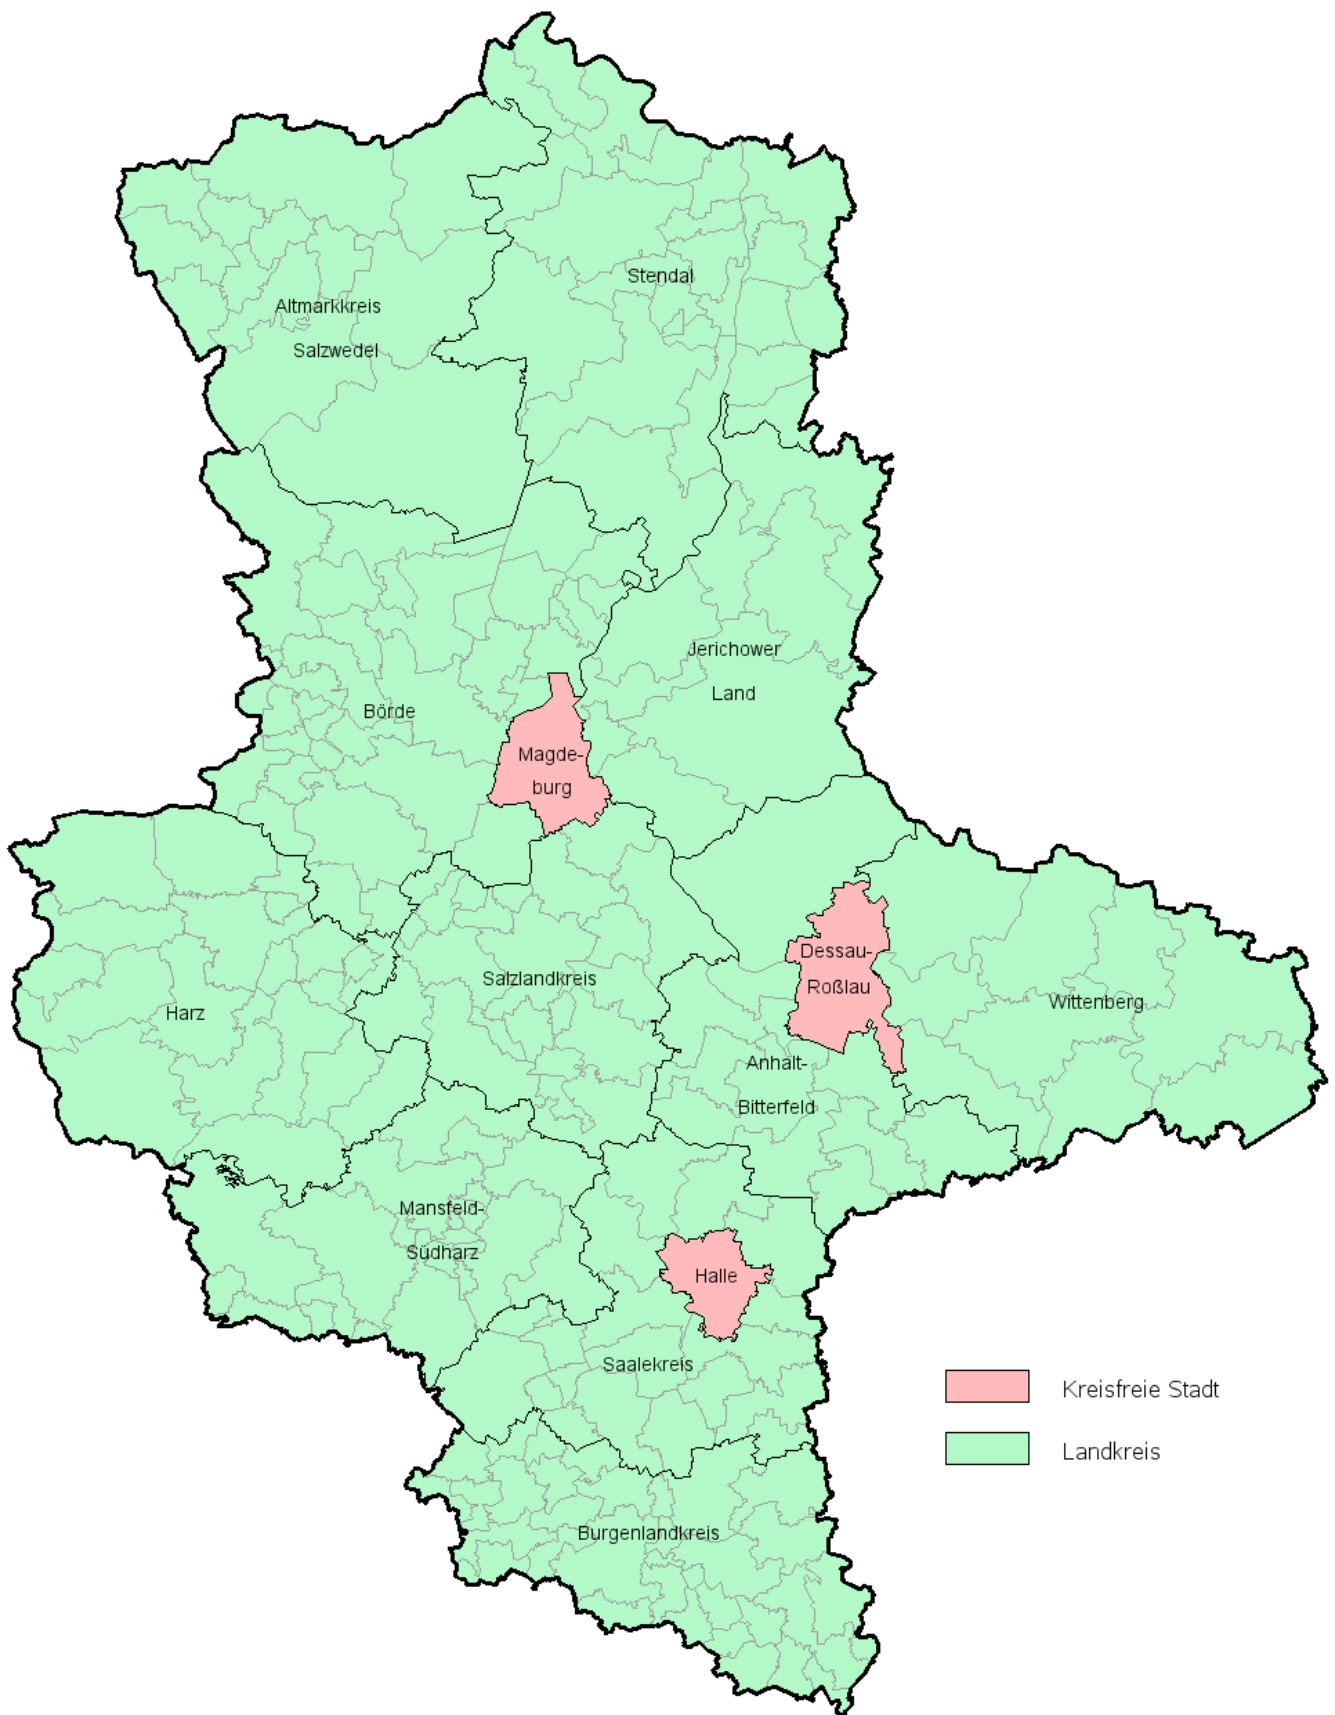 Stendal
Altmarkkreis
Salzwedel
Jerichower
Land
Börde
Magde-
burg
Dessau-
Roßlau
Salzlandkreis
Wittenberg
Harz
Anhalt-
Bitterfeld
Mansfeld-
Südharz
Halle
Saalekreis
Kreisfreie Stadt
Landkreis
Burgenlandkreis